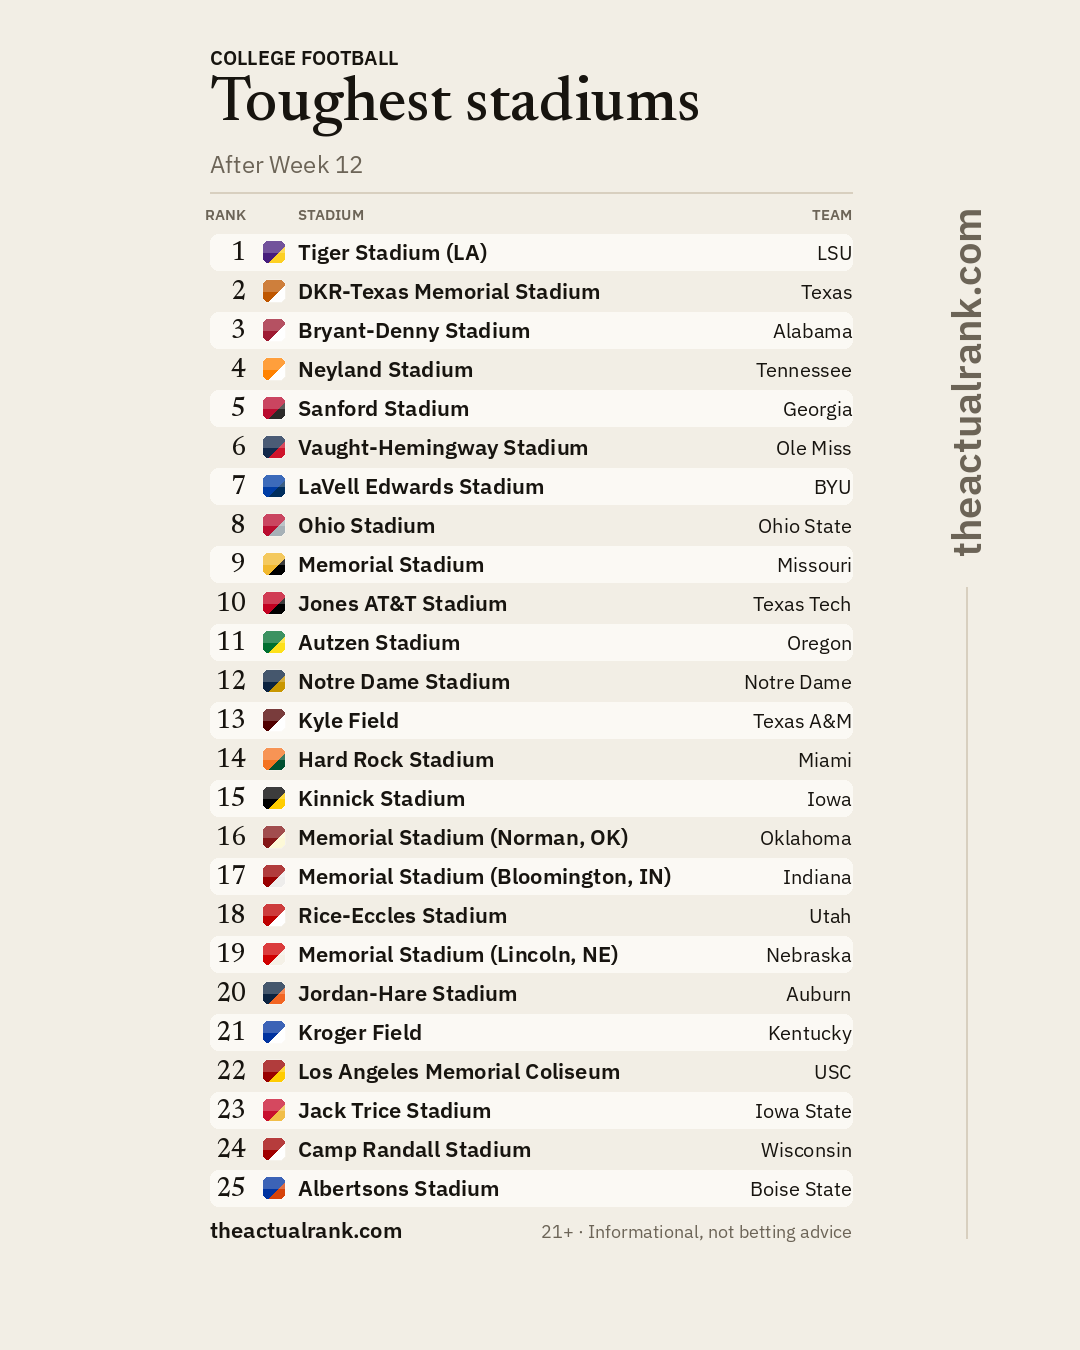 COLLEGE FOOTBALL
Toughest stadiums
After Week 12
RANK STADIUM TEAM
1 Tiger Stadium (LA) LSU
2 DKR-Texas Memorial Stadium Texas
3 Bryant-Denny Stadium Alabama
4 Neyland Stadium Tennessee
5 Sanford Stadium Georgia
6 Vaught-Hemingway Stadium Ole Miss
7 LaVell Edwards Stadium BYU
8 Ohio Stadium Ohio State
9 Memorial Stadium Missouri
10 Jones AT&T Stadium Texas Tech
11 Autzen Stadium Oregon
12 Notre Dame Stadium Notre Dame
13 Kyle Field Texas A&M
14 Hard Rock Stadium Miami
15 Kinnick Stadium Iowa
16 Memorial Stadium (Norman, OK) Oklahoma
17 Memorial Stadium (Bloomington, IN) Indiana
18 Rice-Eccles Stadium Utah
19 Memorial Stadium (Lincoln, NE) Nebraska
20 Jordan-Hare Stadium Auburn
21 Kroger Field Kentucky
22 Los Angeles Memorial Coliseum USC
23 Jack Trice Stadium Iowa State
24 Camp Randall Stadium Wisconsin
25 Albertsons Stadium Boise State
theactualrank.com 21+ · Informational, not betting advice
theactualrank.com